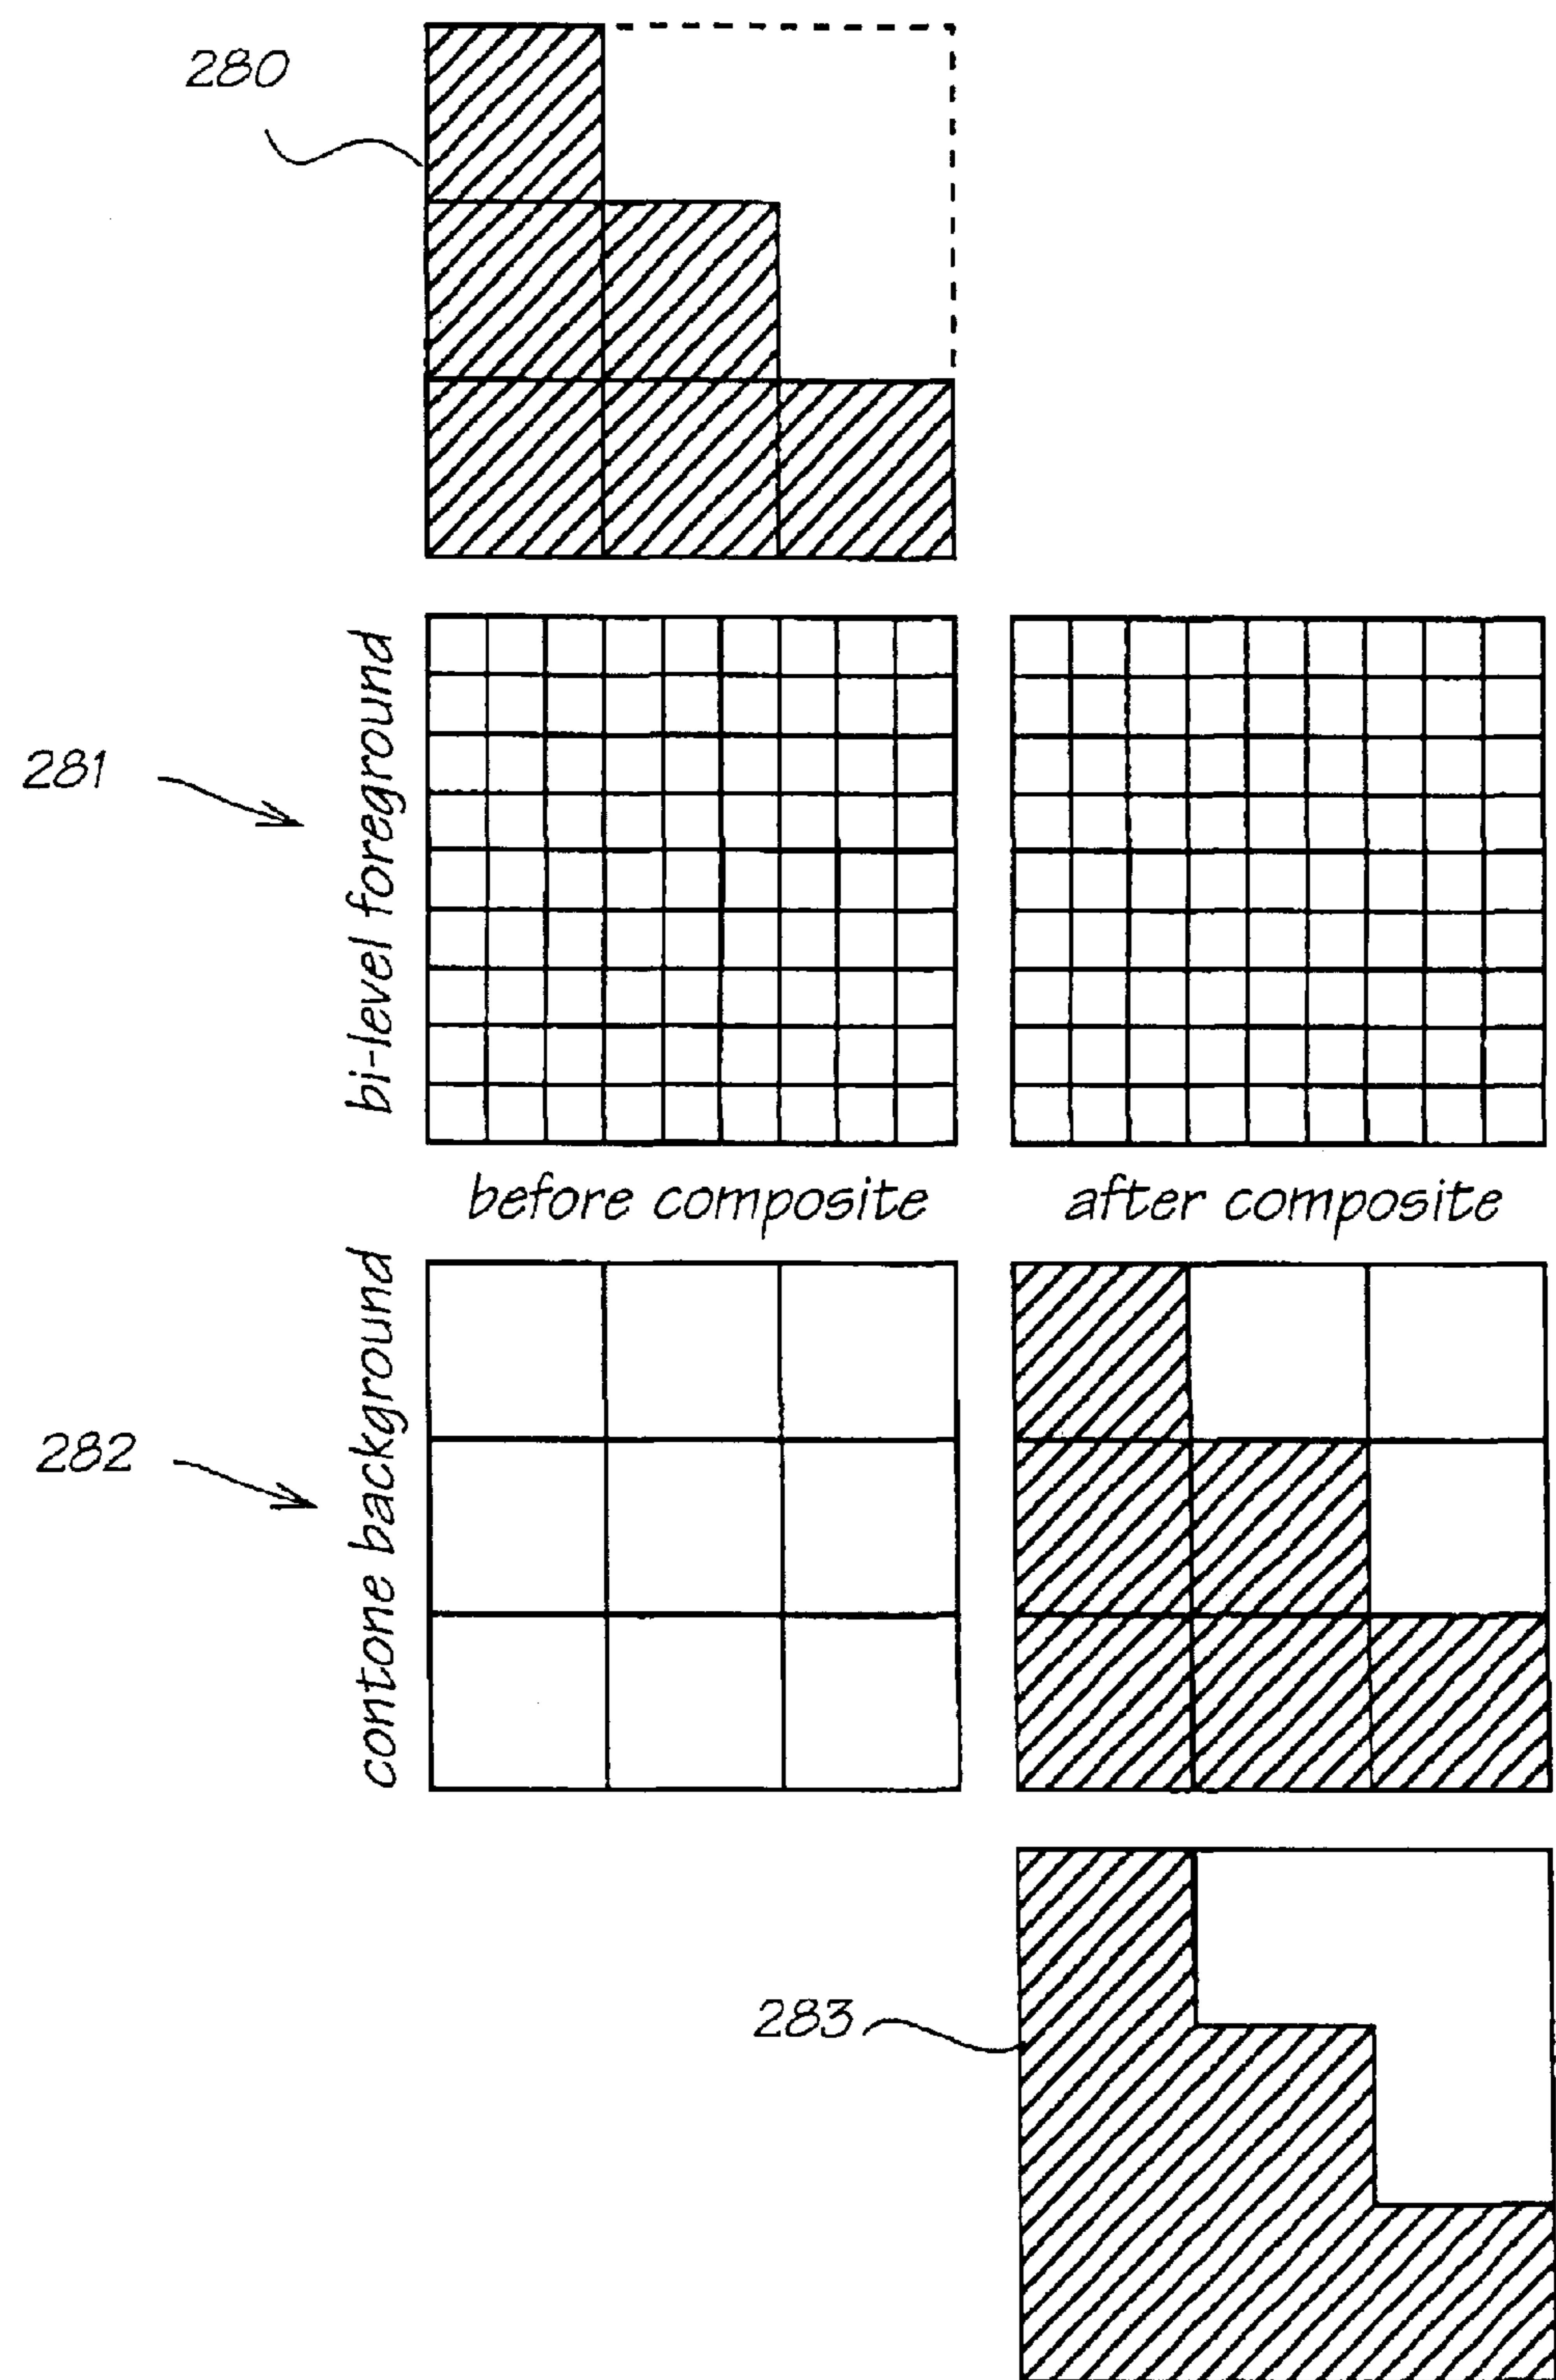 280
bi-level foreground
281
before composite
after composite
contone background
282
283